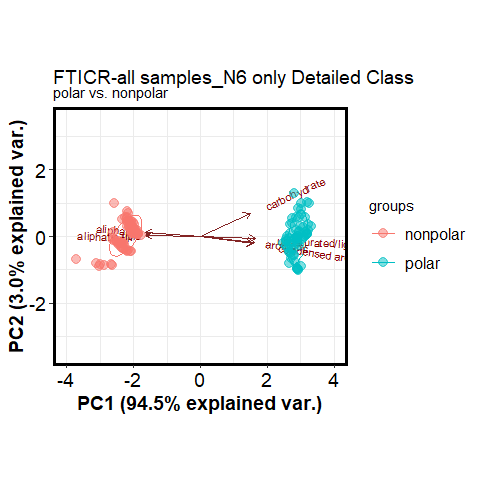 FTICR-all samples_N6 only Detailed Class
polar vs. nonpolar
PC2 (3.0% explained var.)
2
0
-2
carbohydrate
-4
-2
0
2
4
PC1 (94.5% explained var.)
groups
nonpolar
polar